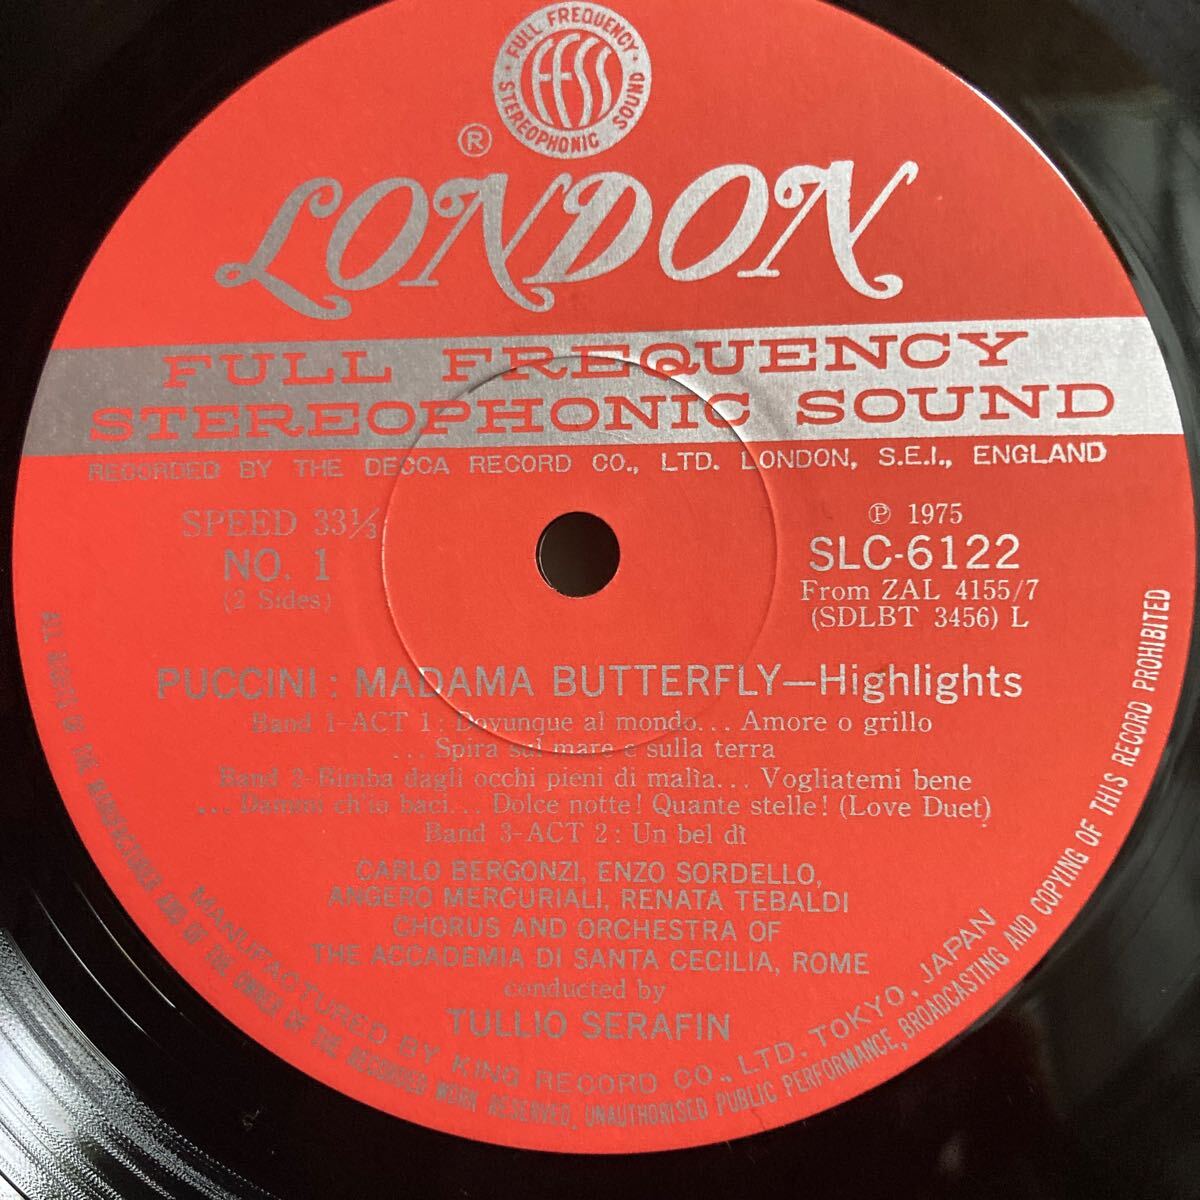 FULL FREQUENCY
FFSS
STEREOPHONIC SOUND
®
LONDON
FULL FREQUENCY
STEREOPHONIC SOUND
RECORDED BY THE DECCA RECORD CO., LTD. LONDON, S.E.I., ENGLAND
SPEED 33⅓
NO. 1
(2 Sides)
℗ 1975
SLC-6122
From ZAL 4155/7
(SDLBT 3456) L
PUCCINI: MADAMA BUTTERFLY—Highlights
Band 1-ACT 1: Dovunque al mondo... Amore o grillo
...Spira sul mare e sulla terra
Band 2-Bimba dagli occhi pieni di malìa... Vogliatemi bene
...Dammi ch'io baci... Dolce notte! Quante stelle! (Love Duet)
Band 3-ACT 2: Un bel dì
CARLO BERGONZI, ENZO SORDELLO,
ANGERO MERCURIALI, RENATA TEBALDI
CHORUS AND ORCHESTRA OF
THE ACCADEMIA DI SANTA CECILIA, ROME
conducted by
TULLIO SERAFIN
MANUFACTURED BY KING RECORD CO., LTD. TOKYO, JAPAN
ALL RIGHTS OF THE MANUFACTURER AND OF THE OWNER OF THE RECORDED WORK RESERVED. UNAUTHORISED PUBLIC PERFORMANCE, BROADCASTING AND COPYING OF THIS RECORD PROHIBITED